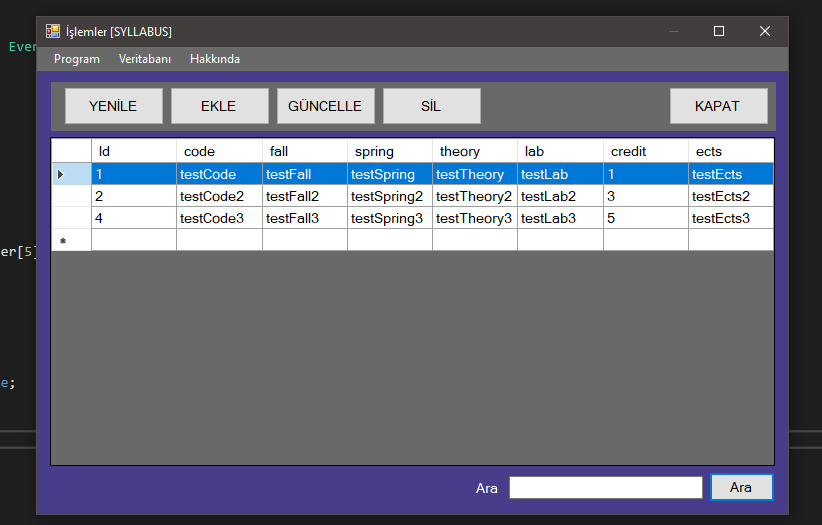 İşlemler [SYLLABUS]
Even
Program Veritabanı Hakkında
YENİLE EKLE GÜNCELLE SİL KAPAT
Id code fall spring theory lab credit ects
1 testCode testFall testSpring testTheory testLab 1 testEcts
2 testCode2 testFall2 testSpring2 testTheory2 testLab2 3 testEcts2
4 testCode3 testFall3 testSpring3 testTheory3 testLab3 5 testEcts3
*
er[5]
e;
Ara Ara